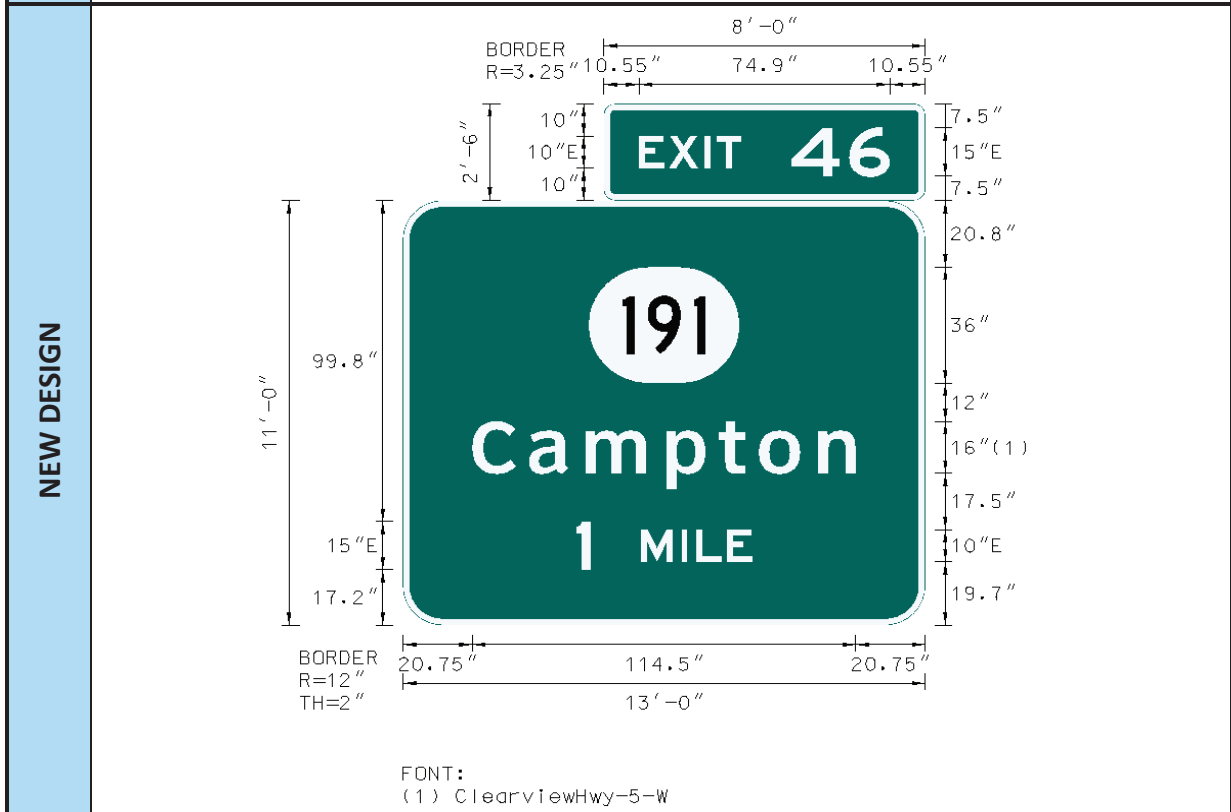 NEW DESIGN
8'-0"
BORDER
R=3.25"
10.55" 74.9" 10.55"
2'-6"
10"
10"E
10"
EXIT 46
7.5"
15"E
7.5"
11'-0"
99.8"
15"E
17.2"
191
Campton
1 MILE
20.8"
36"
12"
16"(1)
17.5"
10"E
19.7"
BORDER
R=12"
TH=2"
20.75" 114.5" 20.75"
13'-0"
FONT:
(1) ClearviewHwy-5-W